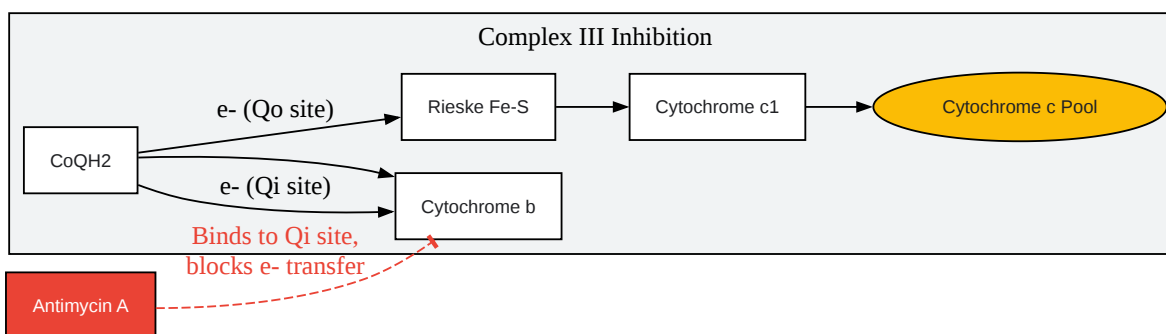 Complex III Inhibition
e- (Qo site)
Rieske Fe-S
Cytochrome c1
Cytochrome c Pool
CoQH2
e- (Qi site)
Cytochrome b
Binds to Qi site,
blocks e- transfer
Antimycin A